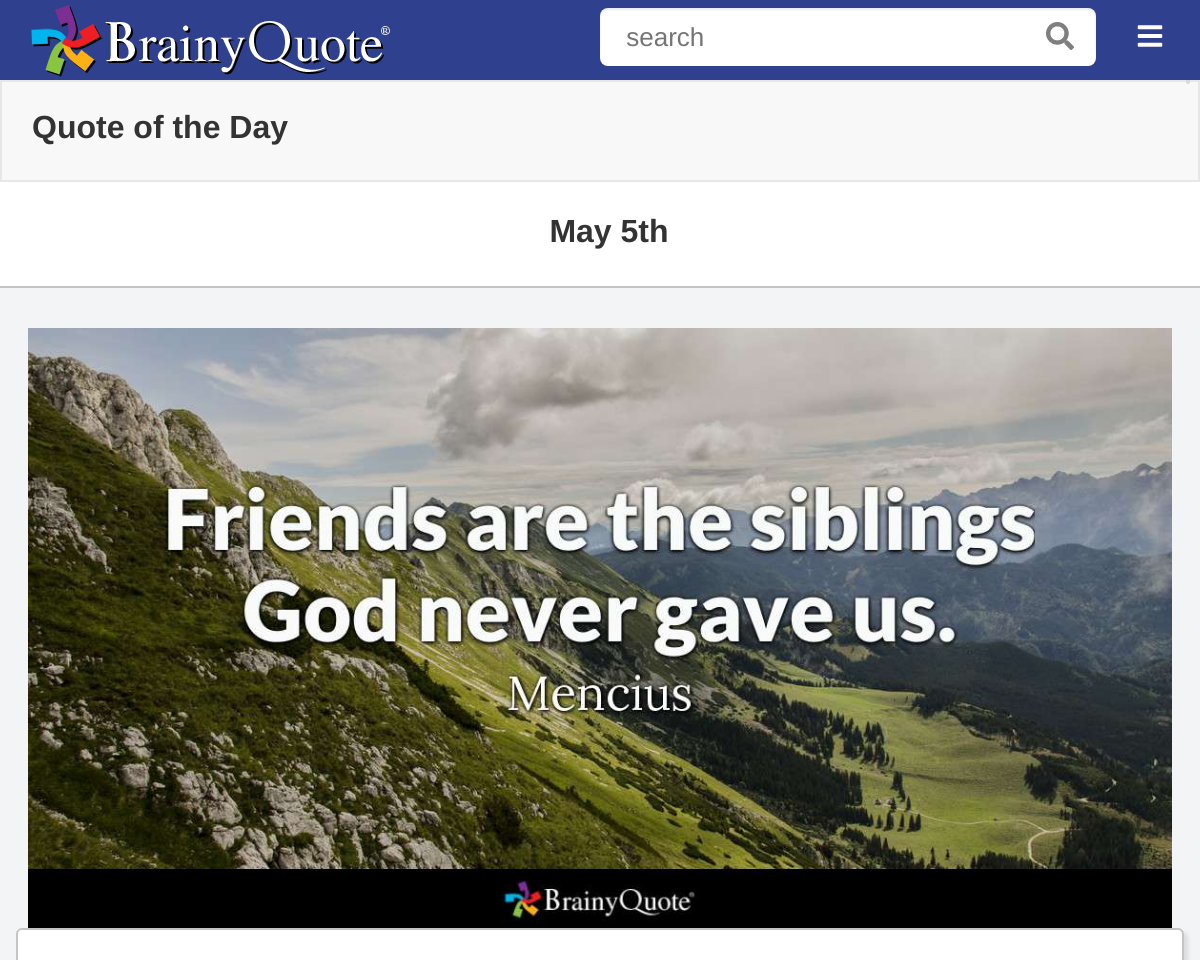 BrainyQuote®
search
Quote of the Day
May 5th
Friends are the siblings
God never gave us.
Mencius
BrainyQuote®